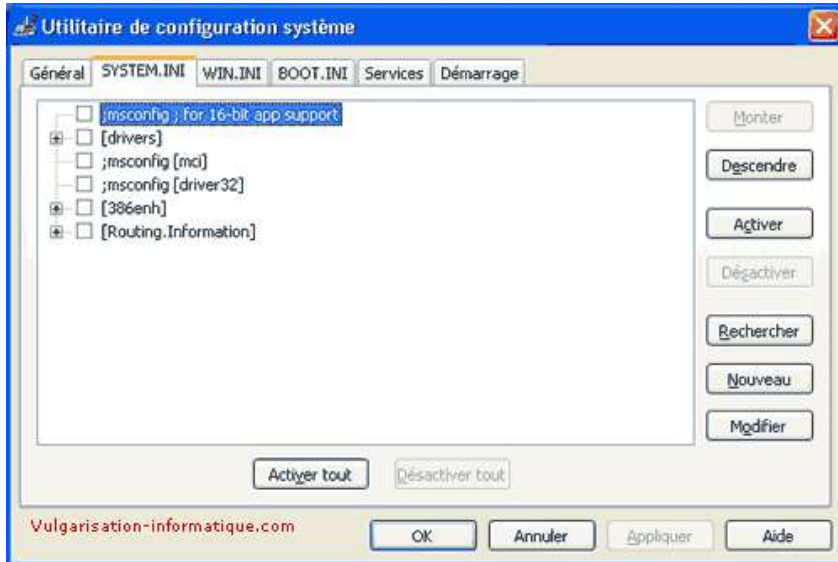 Utilitaire de configuration système
Général SYSTEM.INI WIN.INI BOOT.INI Services Démarrage
;msconfig ; for 16-bit app support
[drivers]
;msconfig [mci]
;msconfig [driver32]
[386enh]
[Routing.Information]
Monter
Descendre
Activer
Désactiver
Rechercher
Nouveau
Modifier
Activer tout Désactiver tout
Vulgarisation-informatique.com
OK Annuler Appliquer Aide